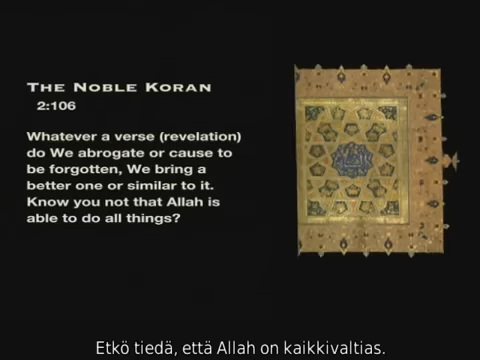 THE NOBLE KORAN
2:106
Whatever a verse (revelation)
do We abrogate or cause to
be forgotten, We bring a
better one or similar to it.
Know you not that Allah is
able to do all things?
Etkö tiedä, että Allah on kaikkivaltias.